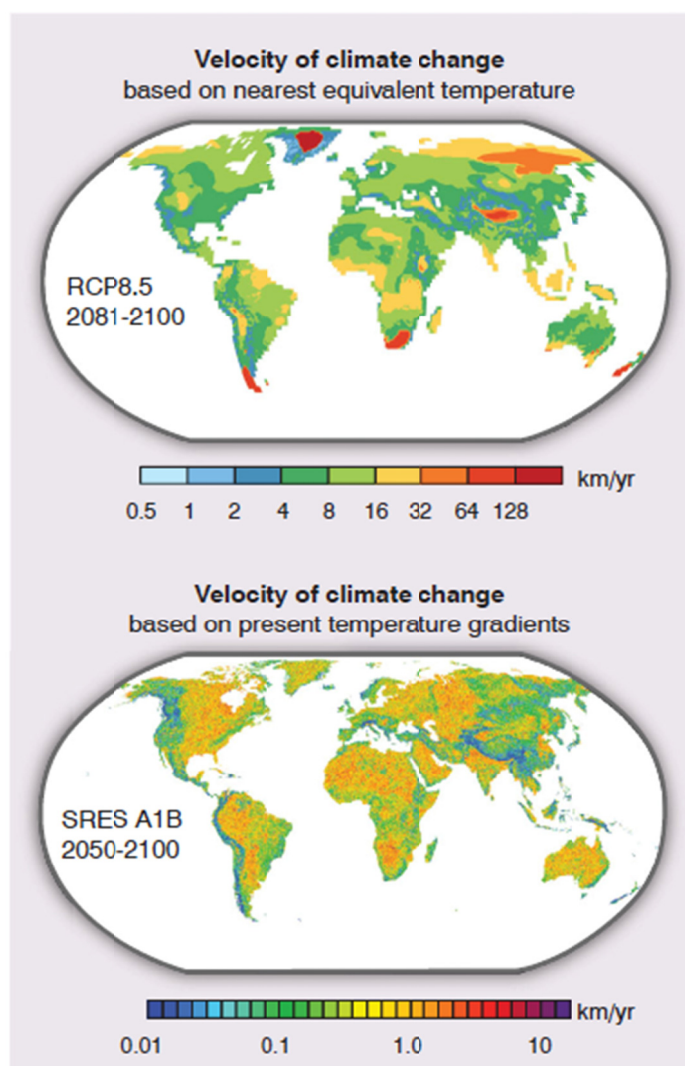 Velocity of climate change
based on nearest equivalent temperature
RCP8.5
2081-2100
km/yr
0.5 1 2 4 8 16 32 64 128
Velocity of climate change
based on present temperature gradients
SRES A1B
2050-2100
km/yr
0.01 0.1 1.0 10